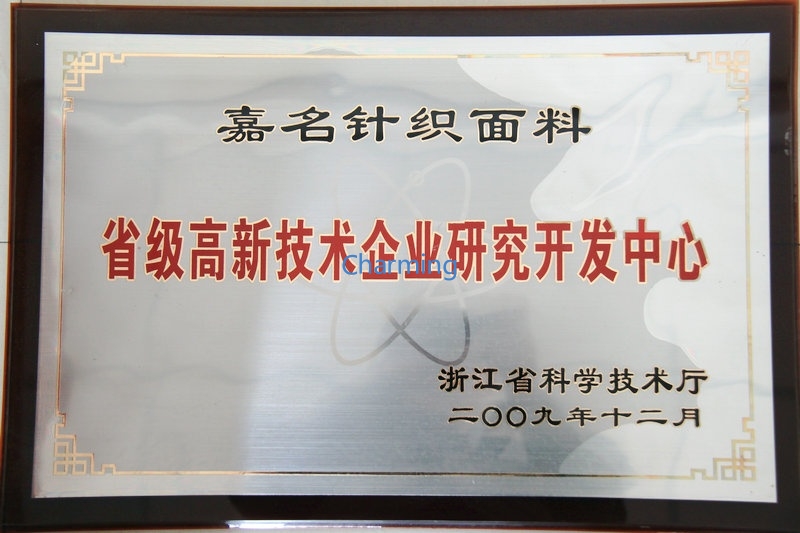 嘉名针织面料
省级高新技术企业研究开发中心
Charming
浙江省科学技术厅
二〇〇九年十二月